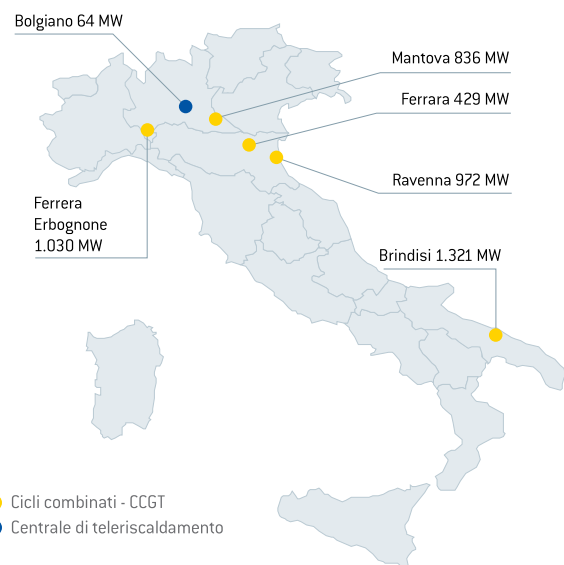 Bolgiano 64 MW
Mantova 836 MW
Ferrara 429 MW
Ravenna 972 MW
Ferrera
Erbognone
1.030 MW
Brindisi 1.321 MW
Cicli combinati - CCGT
Centrale di teleriscaldamento